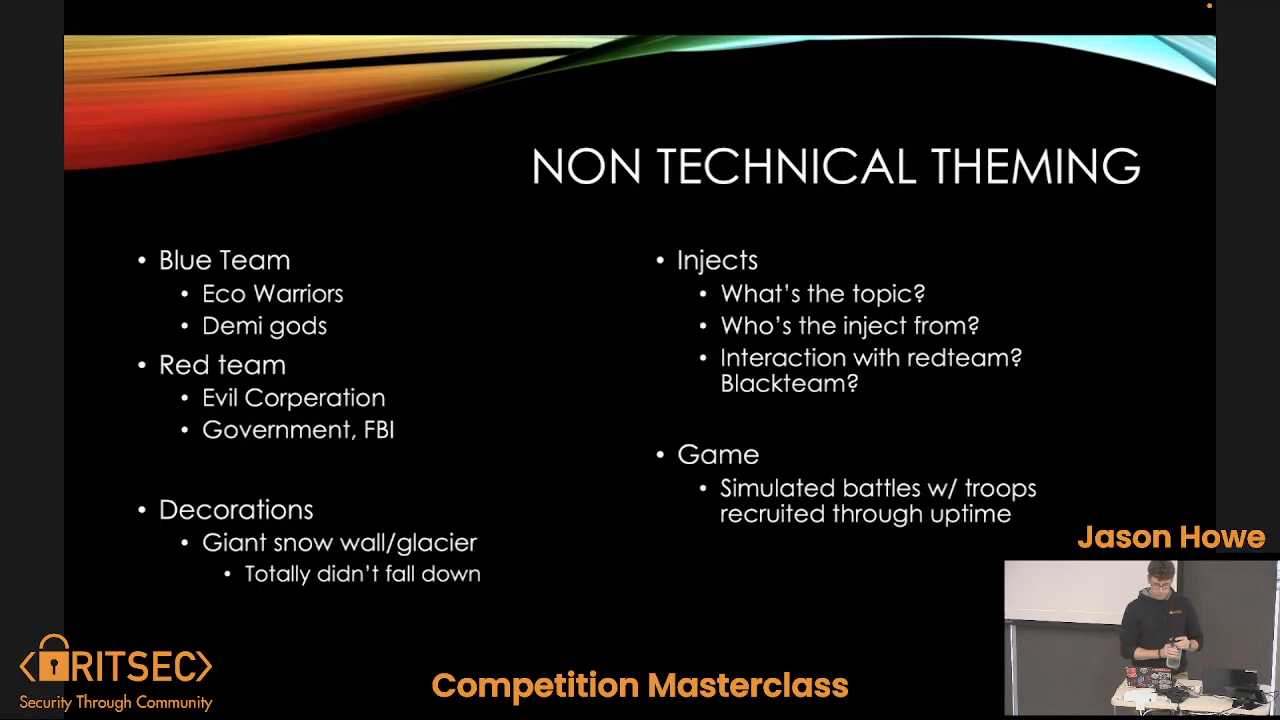 NON TECHNICAL THEMING
Blue Team
Eco Warriors
Demi gods
Red team
Evil Corperation
Government, FBI
Decorations
Giant snow wall/glacier
Totally didn't fall down
Injects
What's the topic?
Who's the inject from?
Interaction with redteam?
Blackteam?
Game
Simulated battles w/ troops
recruited through uptime
Jason Howe
RITSEC
Security Through Community
Competition Masterclass